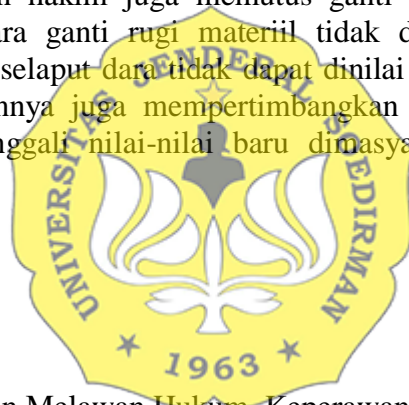 hakim juga memutus ganti
ara ganti rugi materiil tidak d
selaput dara tidak dapat dinilai
nnya juga mempertimbangkan
nggali nilai-nilai baru dimasya
UNIVERSITAS JENDERAL SOEDIRMAN
★ 1963 ★
n Melawan Hukum, Keperawan